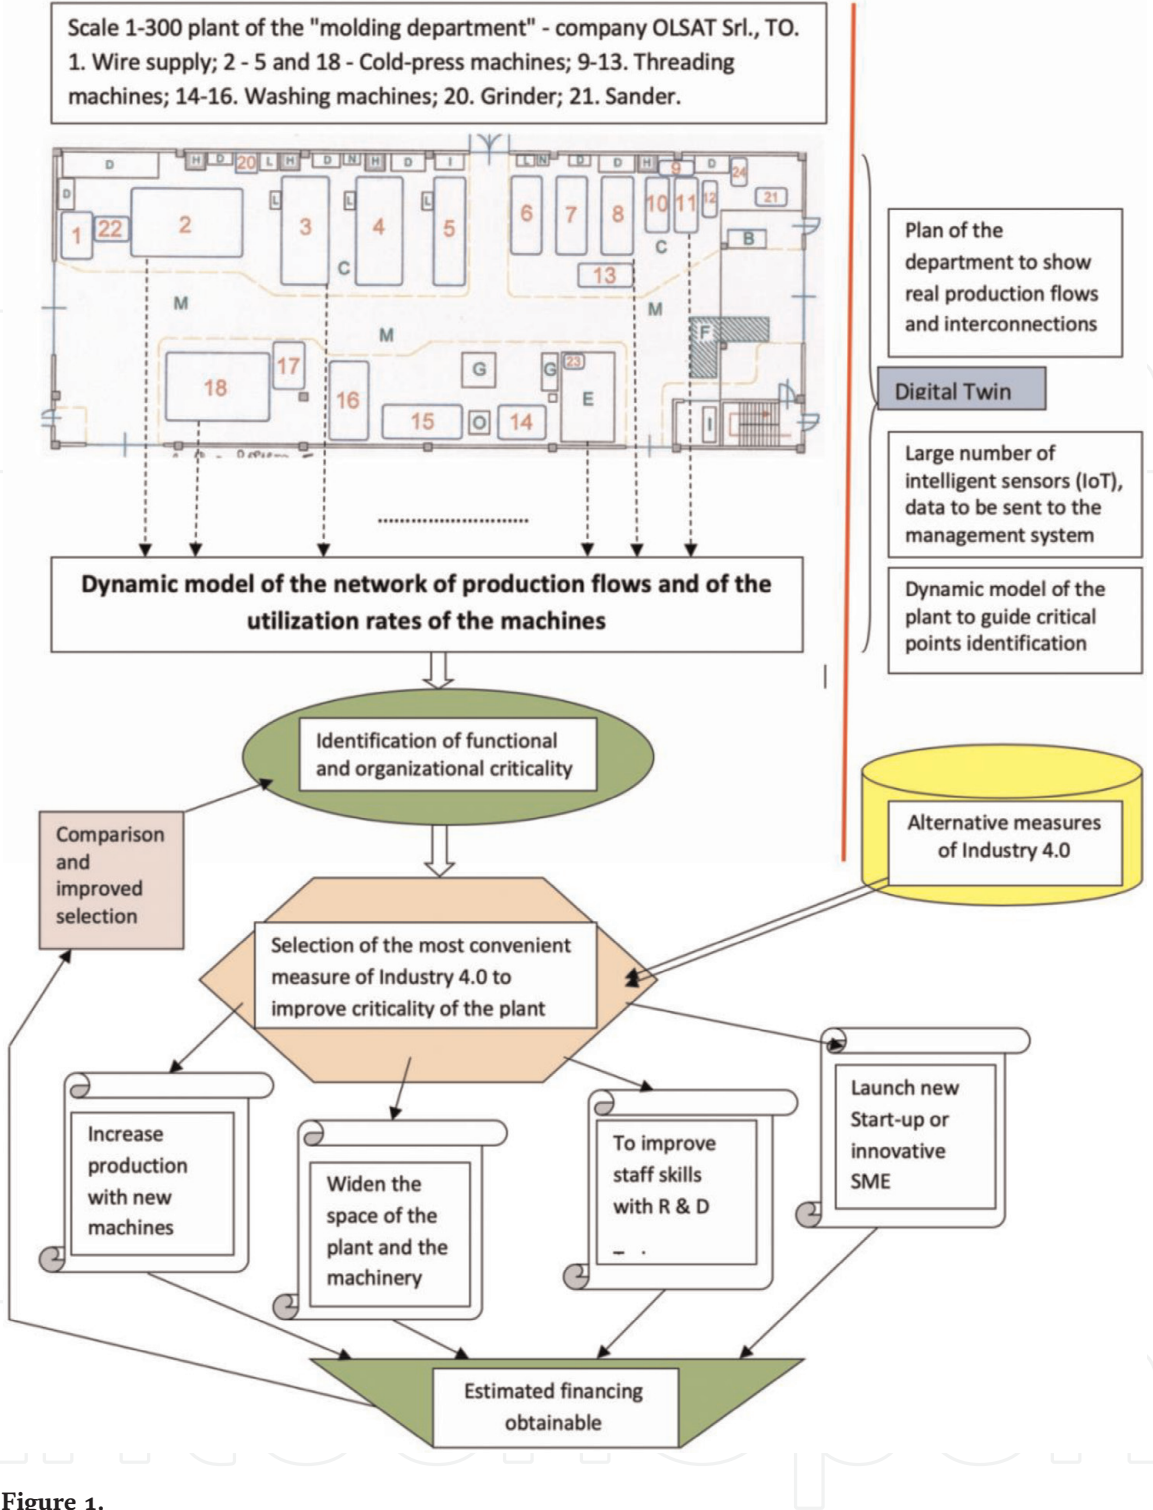 Scale 1-300 plant of the "molding department" - company OLSAT Srl., TO.
1. Wire supply; 2 - 5 and 18 - Cold-press machines; 9-13. Threading
machines; 14-16. Washing machines; 20. Grinder; 21. Sander.
D H D 20 L H D N H D I L N D D H 9 D 24
D L L L 10 11 12 21
1 22 2 3 4 5 6 7 8
C C B
13
M M
M F
17 G G 23
18 16 E
15 O 14 I
Plan of the
department to show
real production flows
and interconnections
Digital Twin
Large number of
intelligent sensors (IoT),
data to be sent to the
management system
Dynamic model of the
plant to guide critical
points identification
Dynamic model of the network of production flows and of the
utilization rates of the machines
Identification of functional
and organizational criticality
Alternative measures
of Industry 4.0
Comparison
and
improved
selection
Selection of the most convenient
measure of Industry 4.0 to
improve criticality of the plant
Increase
production
with new
machines
Widen the
space of the
plant and the
machinery
To improve
staff skills
with R & D
Launch new
Start-up or
innovative
SME
Estimated financing
obtainable
Figure 1.